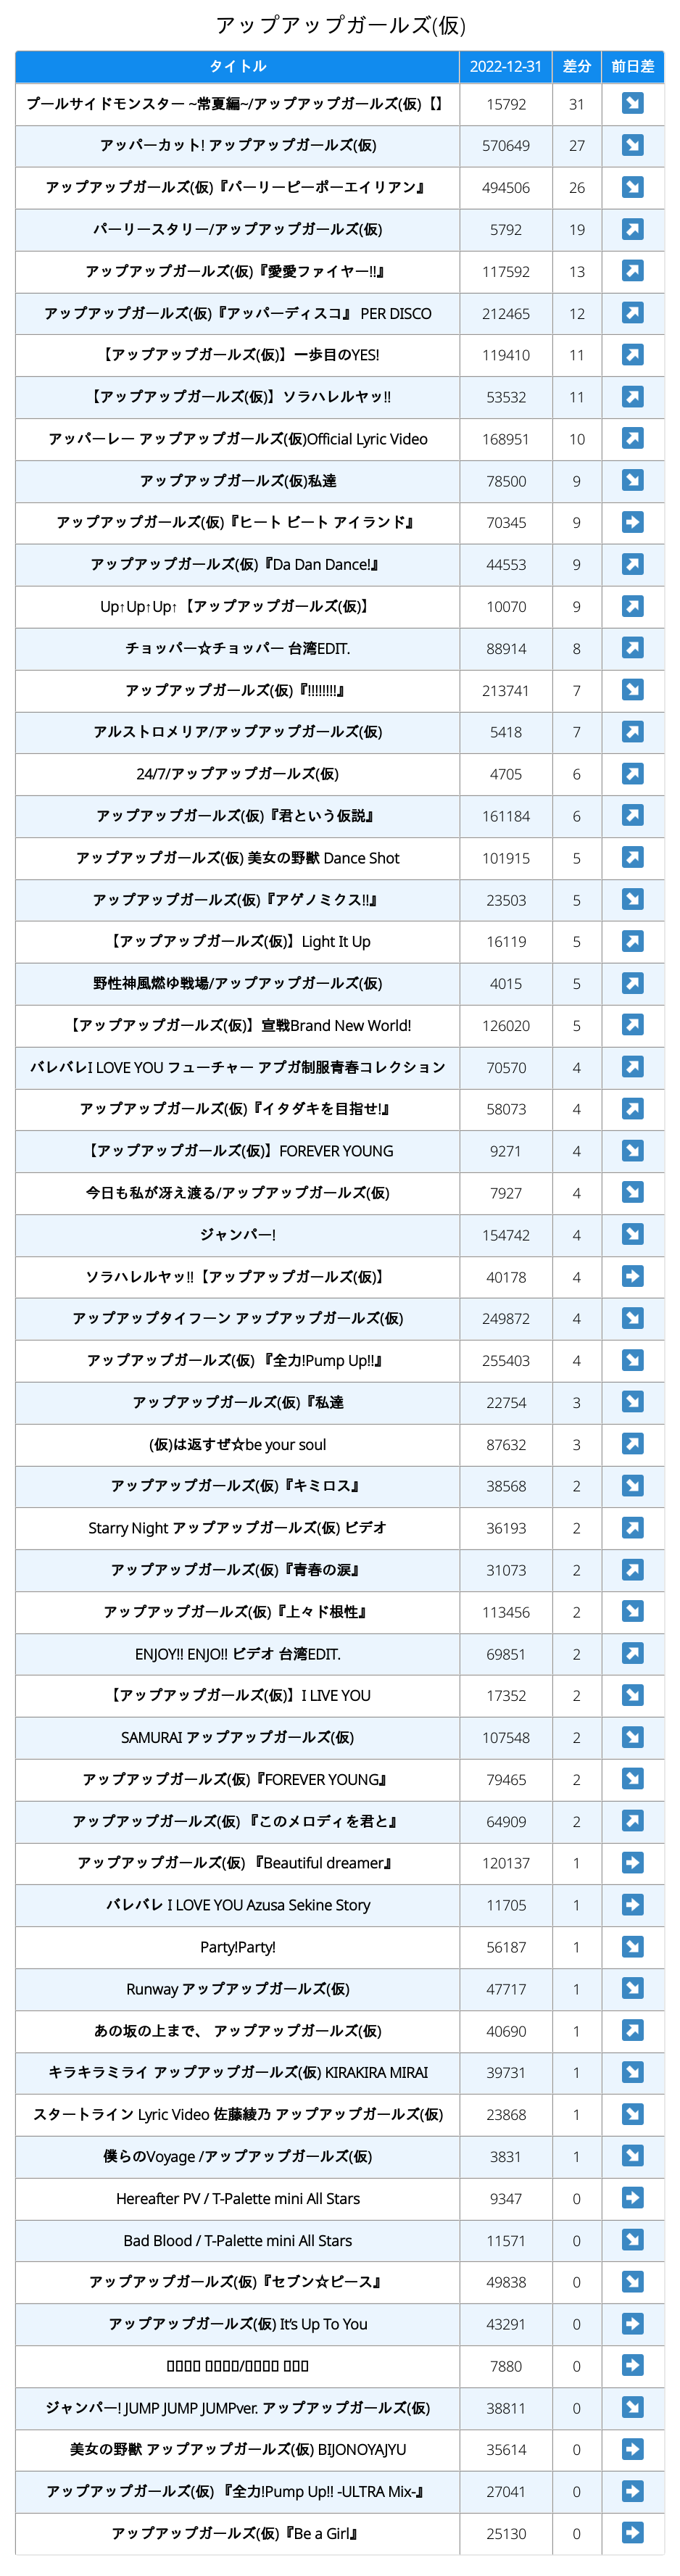 アップアップガールズ(仮)
タイトル 2022-12-31 差分 前日差
プールサイドモンスター ~常夏編~/アップアップガールズ(仮)【】 15792 31 ↘
アッパーカット! アップアップガールズ(仮) 570649 27 ↘
アップアップガールズ(仮)『パーリーピーポーエイリアン』 494506 26 ↘
パーリースタリー/アップアップガールズ(仮) 5792 19 ↗
アップアップガールズ(仮)『愛愛ファイヤー!!』 117592 13 ↗
アップアップガールズ(仮)『アッパーディスコ』 PER DISCO 212465 12 ↗
【アップアップガールズ(仮)】一歩目のYES! 119410 11 ↗
【アップアップガールズ(仮)】ソラハレルヤッ!! 53532 11 ↗
アッパーレー アップアップガールズ(仮)Official Lyric Video 168951 10 ↗
アップアップガールズ(仮)私達 78500 9 ↘
アップアップガールズ(仮)『ヒート ビート アイランド』 70345 9 ➡
アップアップガールズ(仮)『Da Dan Dance!』 44553 9 ↗
Up↑Up↑Up↑【アップアップガールズ(仮)】 10070 9 ↗
チョッパー☆チョッパー 台湾EDIT. 88914 8 ↗
アップアップガールズ(仮)『!!!!!!!!』 213741 7 ↘
アルストロメリア/アップアップガールズ(仮) 5418 7 ↗
24/7/アップアップガールズ(仮) 4705 6 ↗
アップアップガールズ(仮)『君という仮説』 161184 6 ↗
アップアップガールズ(仮) 美女の野獣 Dance Shot 101915 5 ↗
アップアップガールズ(仮)『アゲノミクス!!』 23503 5 ↘
【アップアップガールズ(仮)】Light It Up 16119 5 ↗
野性神風燃ゆ戦場/アップアップガールズ(仮) 4015 5 ↗
【アップアップガールズ(仮)】宣戦Brand New World! 126020 5 ↗
バレバレI LOVE YOU フューチャー アプガ制服青春コレクション 70570 4 ↗
アップアップガールズ(仮)『イタダキを目指せ!』 58073 4 ↗
【アップアップガールズ(仮)】FOREVER YOUNG 9271 4 ↘
今日も私が冴え渡る/アップアップガールズ(仮) 7927 4 ↘
ジャンパー! 154742 4 ↘
ソラハレルヤッ!!【アップアップガールズ(仮)】 40178 4 ➡
アップアップタイフーン アップアップガールズ(仮) 249872 4 ↘
アップアップガールズ(仮) 『全力!Pump Up!!』 255403 4 ↘
アップアップガールズ(仮)『私達 22754 3 ↘
(仮)は返すぜ☆be your soul 87632 3 ↗
アップアップガールズ(仮)『キミロス』 38568 2 ↘
Starry Night アップアップガールズ(仮) ビデオ 36193 2 ↗
アップアップガールズ(仮)『青春の涙』 31073 2 ↗
アップアップガールズ(仮)『上々ド根性』 113456 2 ↘
ENJOY!! ENJO!! ビデオ 台湾EDIT. 69851 2 ↗
【アップアップガールズ(仮)】I LIVE YOU 17352 2 ↘
SAMURAI アップアップガールズ(仮) 107548 2 ↘
アップアップガールズ(仮)『FOREVER YOUNG』 79465 2 ↘
アップアップガールズ(仮) 『このメロディを君と』 64909 2 ↗
アップアップガールズ(仮) 『Beautiful dreamer』 120137 1 ➡
バレバレ I LOVE YOU Azusa Sekine Story 11705 1 ➡
Party!Party! 56187 1 ↘
Runway アップアップガールズ(仮) 47717 1 ↘
あの坂の上まで、 アップアップガールズ(仮) 40690 1 ↗
キラキラミライ アップアップガールズ(仮) KIRAKIRA MIRAI 39731 1 ↘
スタートライン Lyric Video 佐藤綾乃 アップアップガールズ(仮) 23868 1 ↘
僕らのVoyage /アップアップガールズ(仮) 3831 1 ↘
Hereafter PV / T-Palette mini All Stars 9347 0 ➡
Bad Blood / T-Palette mini All Stars 11571 0 ↘
アップアップガールズ(仮)『セブン☆ピース』 49838 0 ↘
アップアップガールズ(仮) It's Up To You 43291 0 ➡
7880 0 ➡
ジャンパー! JUMP JUMP JUMPver. アップアップガールズ(仮) 38811 0 ↘
美女の野獣 アップアップガールズ(仮) BIJONOYAJYU 35614 0 ➡
アップアップガールズ(仮) 『全力!Pump Up!! -ULTRA Mix-』 27041 0 ➡
アップアップガールズ(仮)『Be a Girl』 25130 0 ➡